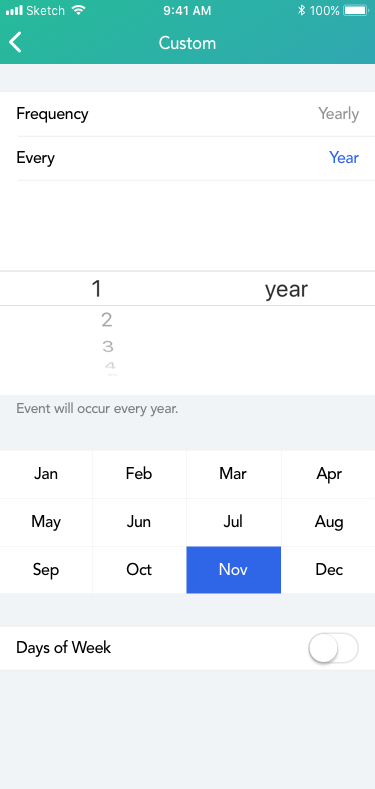 Sketch 9:41 AM 100%
Custom
Frequency Yearly
Every Year
1 year
2
3
4
Event will occur every year.
Jan Feb Mar Apr
May Jun Jul Aug
Sep Oct Nov Dec
Days of Week